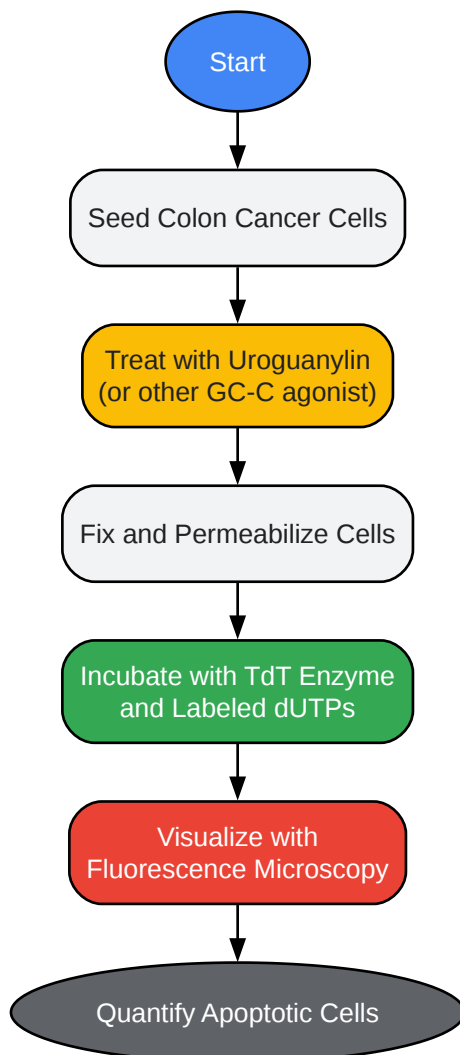 Start
Seed Colon Cancer Cells
Treat with Uroguanylin
(or other GC-C agonist)
Fix and Permeabilize Cells
Incubate with TdT Enzyme
and Labeled dUTPs
Visualize with
Fluorescence Microscopy
Quantify Apoptotic Cells